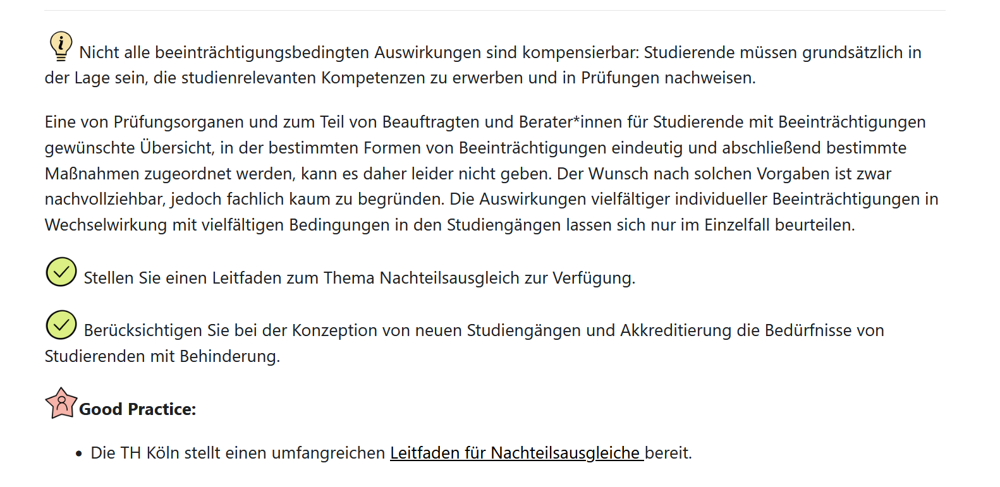 Nicht alle beeinträchtigungsbedingten Auswirkungen sind kompensierbar: Studierende müssen grundsätzlich in
der Lage sein, die studienrelevanten Kompetenzen zu erwerben und in Prüfungen nachweisen.
Eine von Prüfungsorganen und zum Teil von Beauftragten und Berater*innen für Studierende mit Beeinträchtigungen
gewünschte Übersicht, in der bestimmten Formen von Beeinträchtigungen eindeutig und abschließend bestimmte
Maßnahmen zugeordnet werden, kann es daher leider nicht geben. Der Wunsch nach solchen Vorgaben ist zwar
nachvollziehbar, jedoch fachlich kaum zu begründen. Die Auswirkungen vielfältiger individueller Beeinträchtigungen in
Wechselwirkung mit vielfältigen Bedingungen in den Studiengängen lassen sich nur im Einzelfall beurteilen.
Stellen Sie einen Leitfaden zum Thema Nachteilsausgleich zur Verfügung.
Berücksichtigen Sie bei der Konzeption von neuen Studiengängen und Akkreditierung die Bedürfnisse von
Studierenden mit Behinderung.
Good Practice:
• Die TH Köln stellt einen umfangreichen Leitfaden für Nachteilsausgleiche bereit.